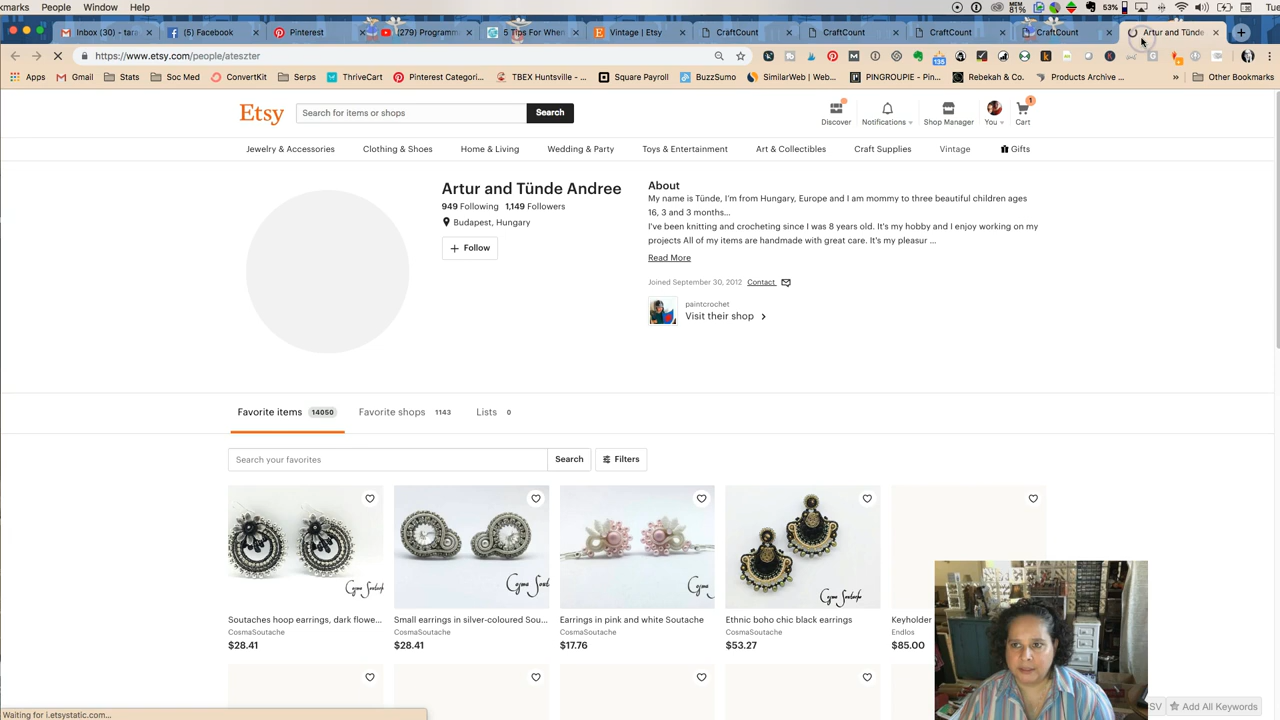 kmarks People Window Help MEM 61% 53% Tue
Inbox (30) - tara (5) Facebook Pinterest (279) Programm 5 Tips For When Vintage | Etsy CraftCount CraftCount CraftCount CraftCount Artur and Tünde
https://www.etsy.com/people/ateszter 135
Apps Gmail Stats Soc Med ConvertKit Serps ThriveCart Pinterest Categori... TBEX Huntsville -... Square Payroll BuzzSumo SimilarWeb | Web... PINGROUPIE - Pin... Rebekah & Co. Products Archive ... » Other Bookmarks
Etsy Search for items or shops Search Discover Notifications Shop Manager You 1 Cart
Jewelry & Accessories Clothing & Shoes Home & Living Wedding & Party Toys & Entertainment Art & Collectibles Craft Supplies Vintage Gifts
Artur and Tünde Andree
949 Following 1,149 Followers
Budapest, Hungary
+ Follow
About
My name is Tünde, I'm from Hungary, Europe and I am mommy to three beautiful children ages
16, 3 and 3 months...
I've been knitting and crocheting since I was 8 years old. It's my hobby and I enjoy working on my
projects All of my items are handmade with great care. It's my pleasur ...
Read More
Joined September 30, 2012 Contact
paintcrochet
Visit their shop >
Favorite items 14050 Favorite shops 1143 Lists 0
Search your favorites Search Filters
Cosma Soutache
Soutaches hoop earrings, dark flowe... Small earrings in silver-coloured Sou... Earrings in pink and white Soutache Ethnic boho chic black earrings Keyholder
CosmaSoutache CosmaSoutache CosmaSoutache CosmaSoutache Endlos
$28.41 $28.41 $17.76 $53.27 $85.00
SV Add All Keywords
Waiting for i.etsystatic.com...